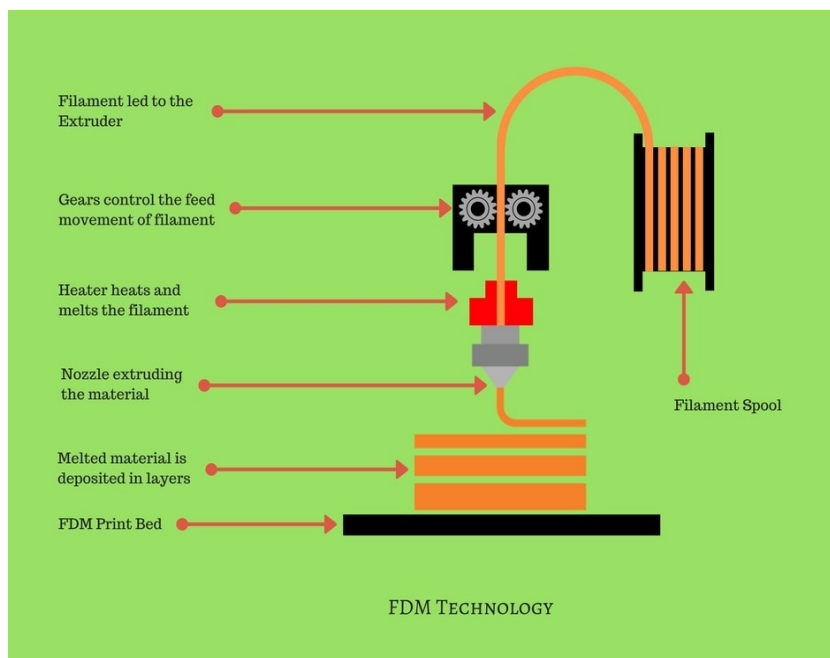 Filament led to the
Extruder
Gears control the feed
movement of filament
Heater heats and
melts the filament
Nozzle extruding
the material
Filament Spool
Melted material is
deposited in layers
FDM Print Bed
FDM Technology